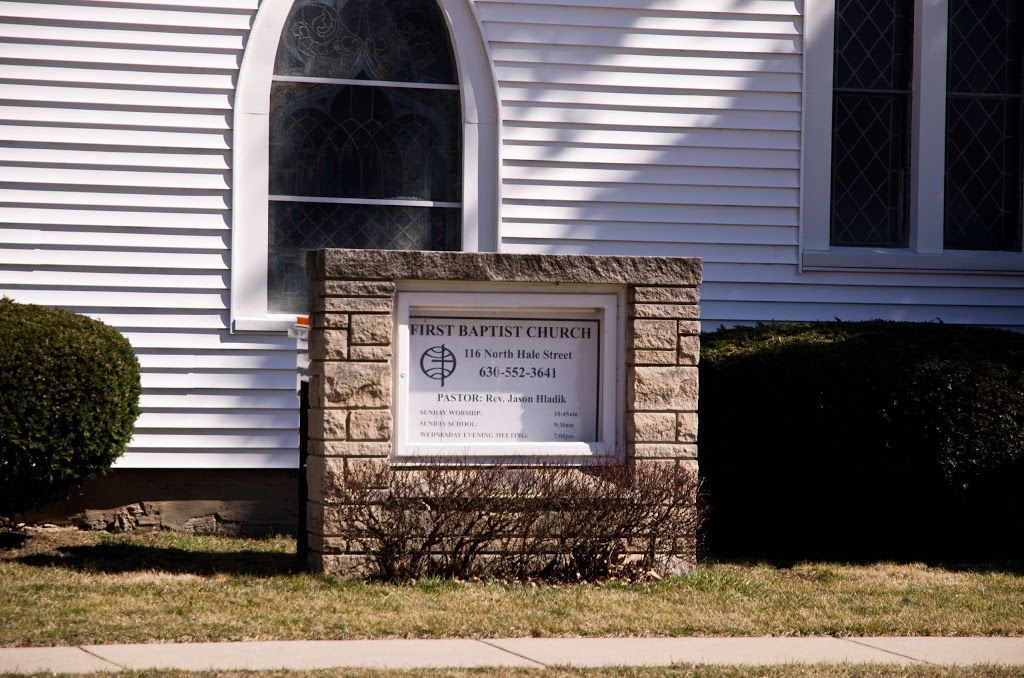 FIRST BAPTIST CHURCH
116 North Hale Street
630-552-3641
PASTOR: Rev. Jason Hladik
SUNDAY WORSHIP: 10:45am
SUNDAY SCHOOL: 9:30am
WEDNESDAY EVENING MEETING: 7:00pm